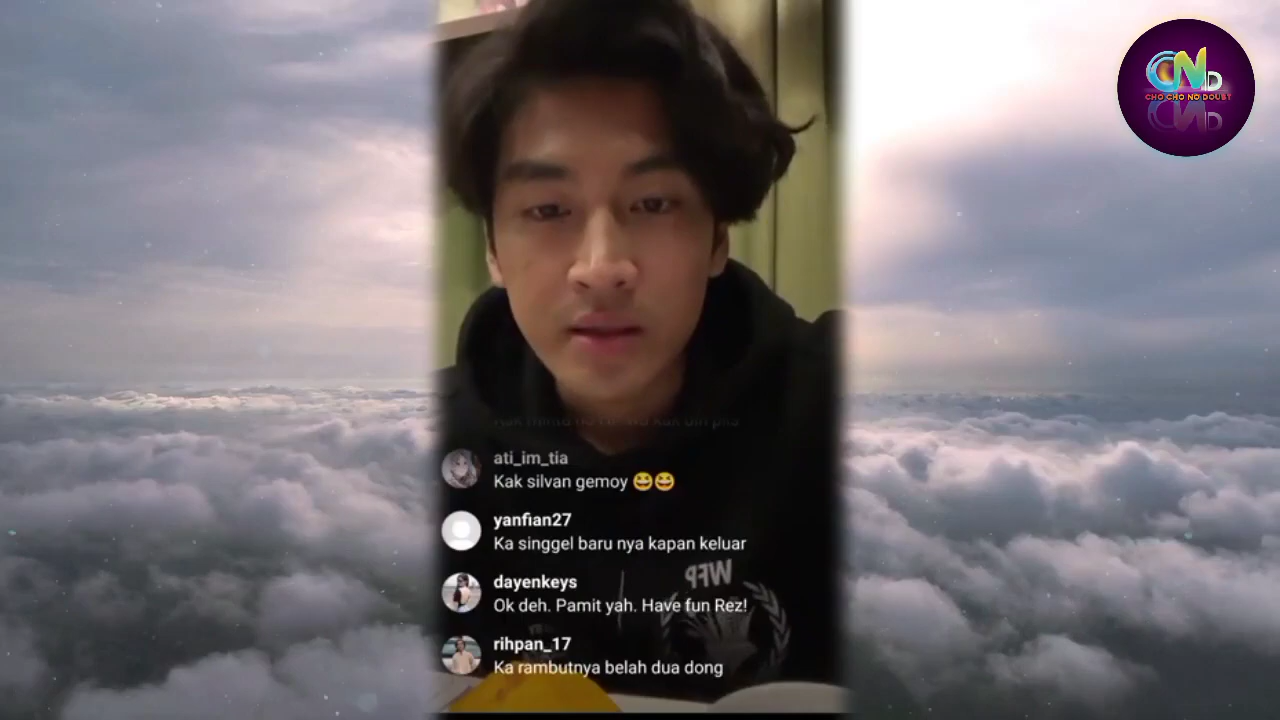 CND
CHO CHO NO DOUBT
ati_im_tia
Kak silvan gemoy 😆😆
yanfian27
Ka singgel baru nya kapan keluar
dayenkeys
Ok deh. Pamit yah. Have fun Rez!
WFP
rihpan_17
Ka rambutnya belah dua dong